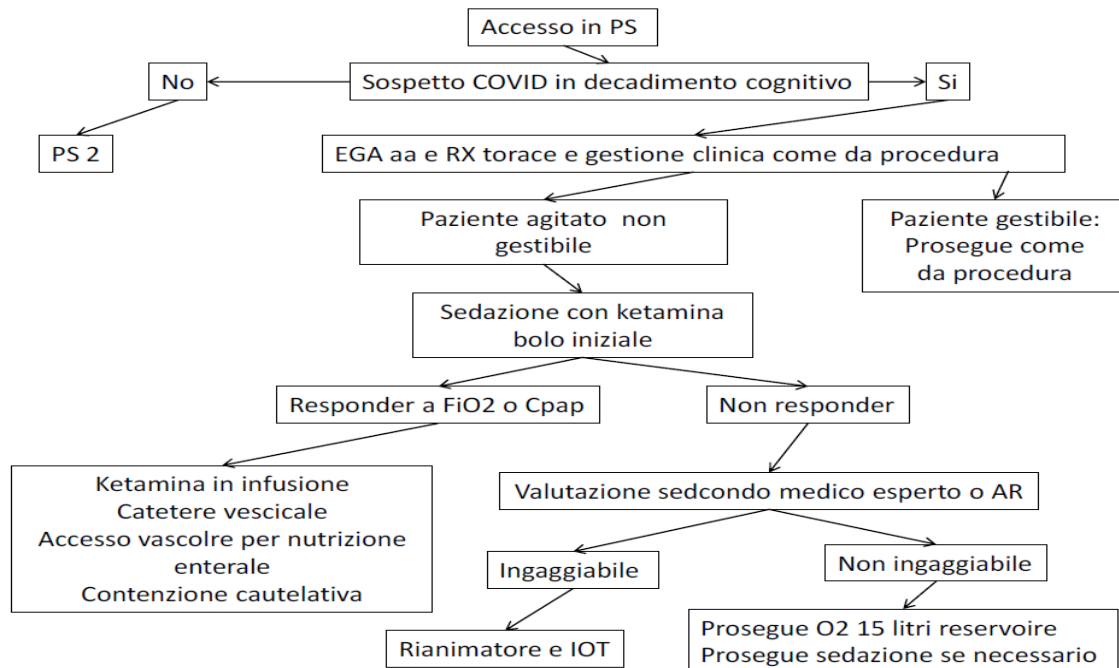 Accesso in PS
No
Sospetto COVID in decadimento cognitivo
Si
PS 2
EGA aa e RX torace e gestione clinica come da procedura
Paziente agitato non
gestibile
Paziente gestibile:
Prosegue come
da procedura
Sedazione con ketamina
bolo iniziale
Responder a FiO2 o Cpap
Non responder
Ketamina in infusione
Catetere vescicale
Accesso vascolre per nutrizione
enterale
Contenzione cautelativa
Valutazione sedcondo medico esperto o AR
Ingaggiabile
Non ingaggiabile
Rianimatore e IOT
Prosegue O2 15 litri reservoire
Prosegue sedazione se necessario